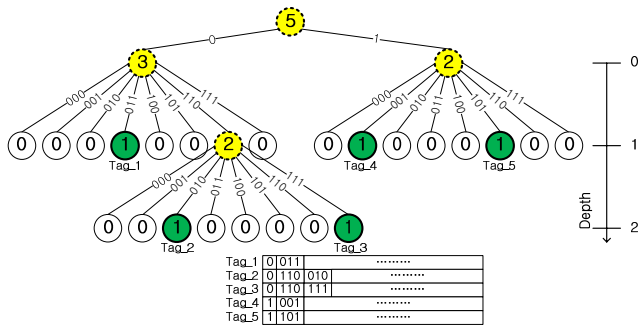 5
0 1
3 2 0
000 001 010 011 100 101 110 111 000 001 010 011 100 101 110 111
0 0 0 1 0 0 2 0 0 1 0 0 0 1 0 0 1
Tag_1 Tag_4 Tag_5
000 001 010 011 100 101 110 111
Depth
0 0 1 0 0 0 0 1 2
Tag_2 Tag_3
Tag_1 0 011 .........
Tag_2 0 110 010 .........
Tag_3 0 110 111 .........
Tag_4 1 001 .........
Tag_5 1 101 .........